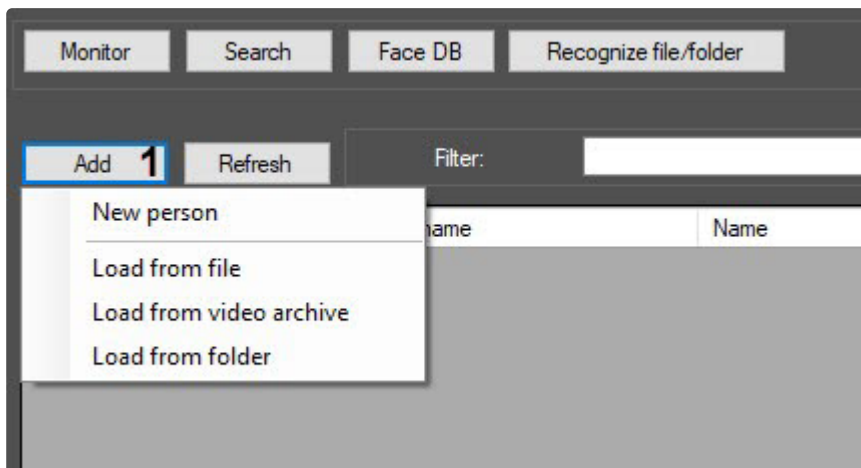 Monitor Search Face DB Recognize file/folder
Add 1 Refresh Filter:
New person
Name
Load from file
Load from video archive
Load from folder